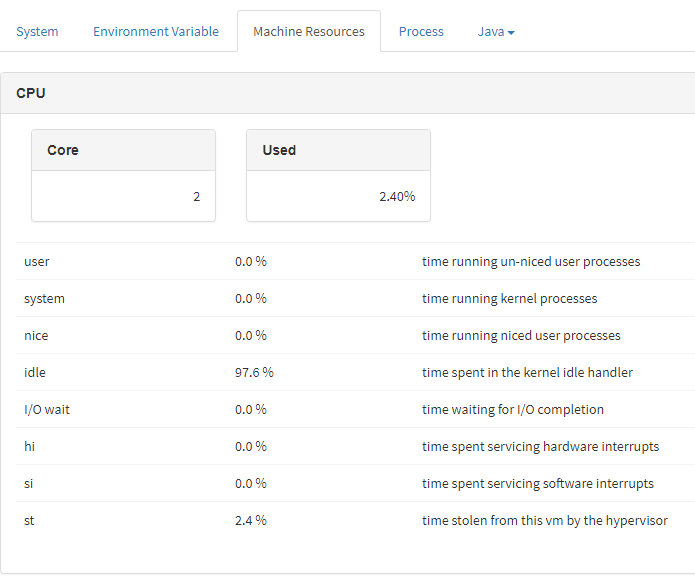 System Environment Variable Machine Resources Process Java
CPU
Core Used
2 2.40%
user 0.0 % time running un-niced user processes
system 0.0 % time running kernel processes
nice 0.0 % time running niced user processes
idle 97.6 % time spent in the kernel idle handler
I/O wait 0.0 % time waiting for I/O completion
hi 0.0 % time spent servicing hardware interrupts
si 0.0 % time spent servicing software interrupts
st 2.4 % time stolen from this vm by the hypervisor